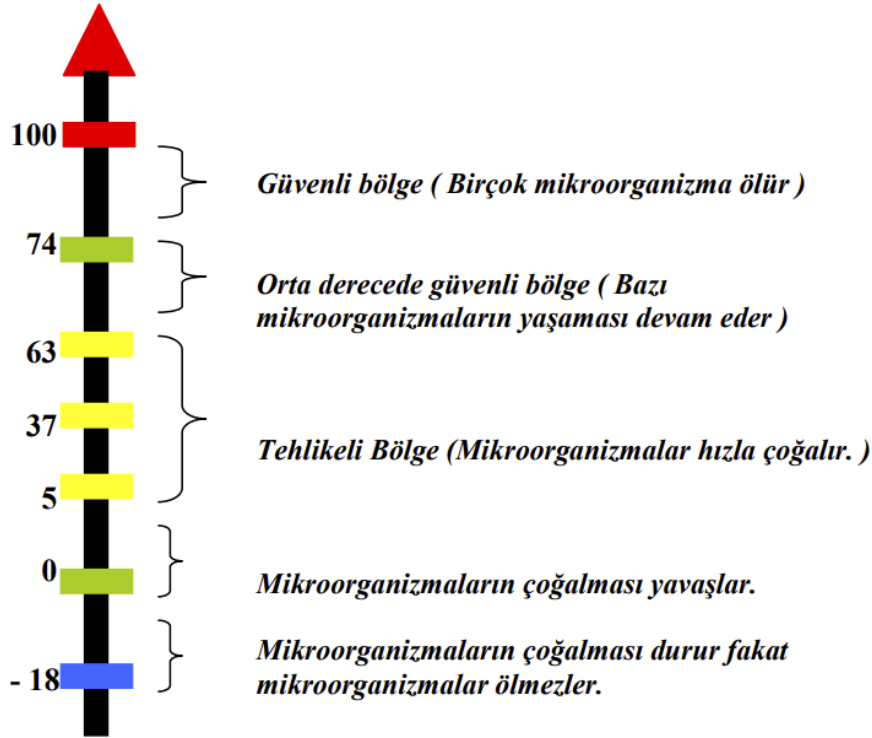 100
Güvenli bölge ( Birçok mikroorganizma ölür )
74
Orta derecede güvenli bölge ( Bazı
mikroorganizmaların yaşaması devam eder )
63
37
Tehlikeli Bölge (Mikroorganizmalar hızla çoğalır. )
5
0
Mikroorganizmaların çoğalması yavaşlar.
Mikroorganizmaların çoğalması durur fakat
- 18
mikroorganizmalar ölmezler.